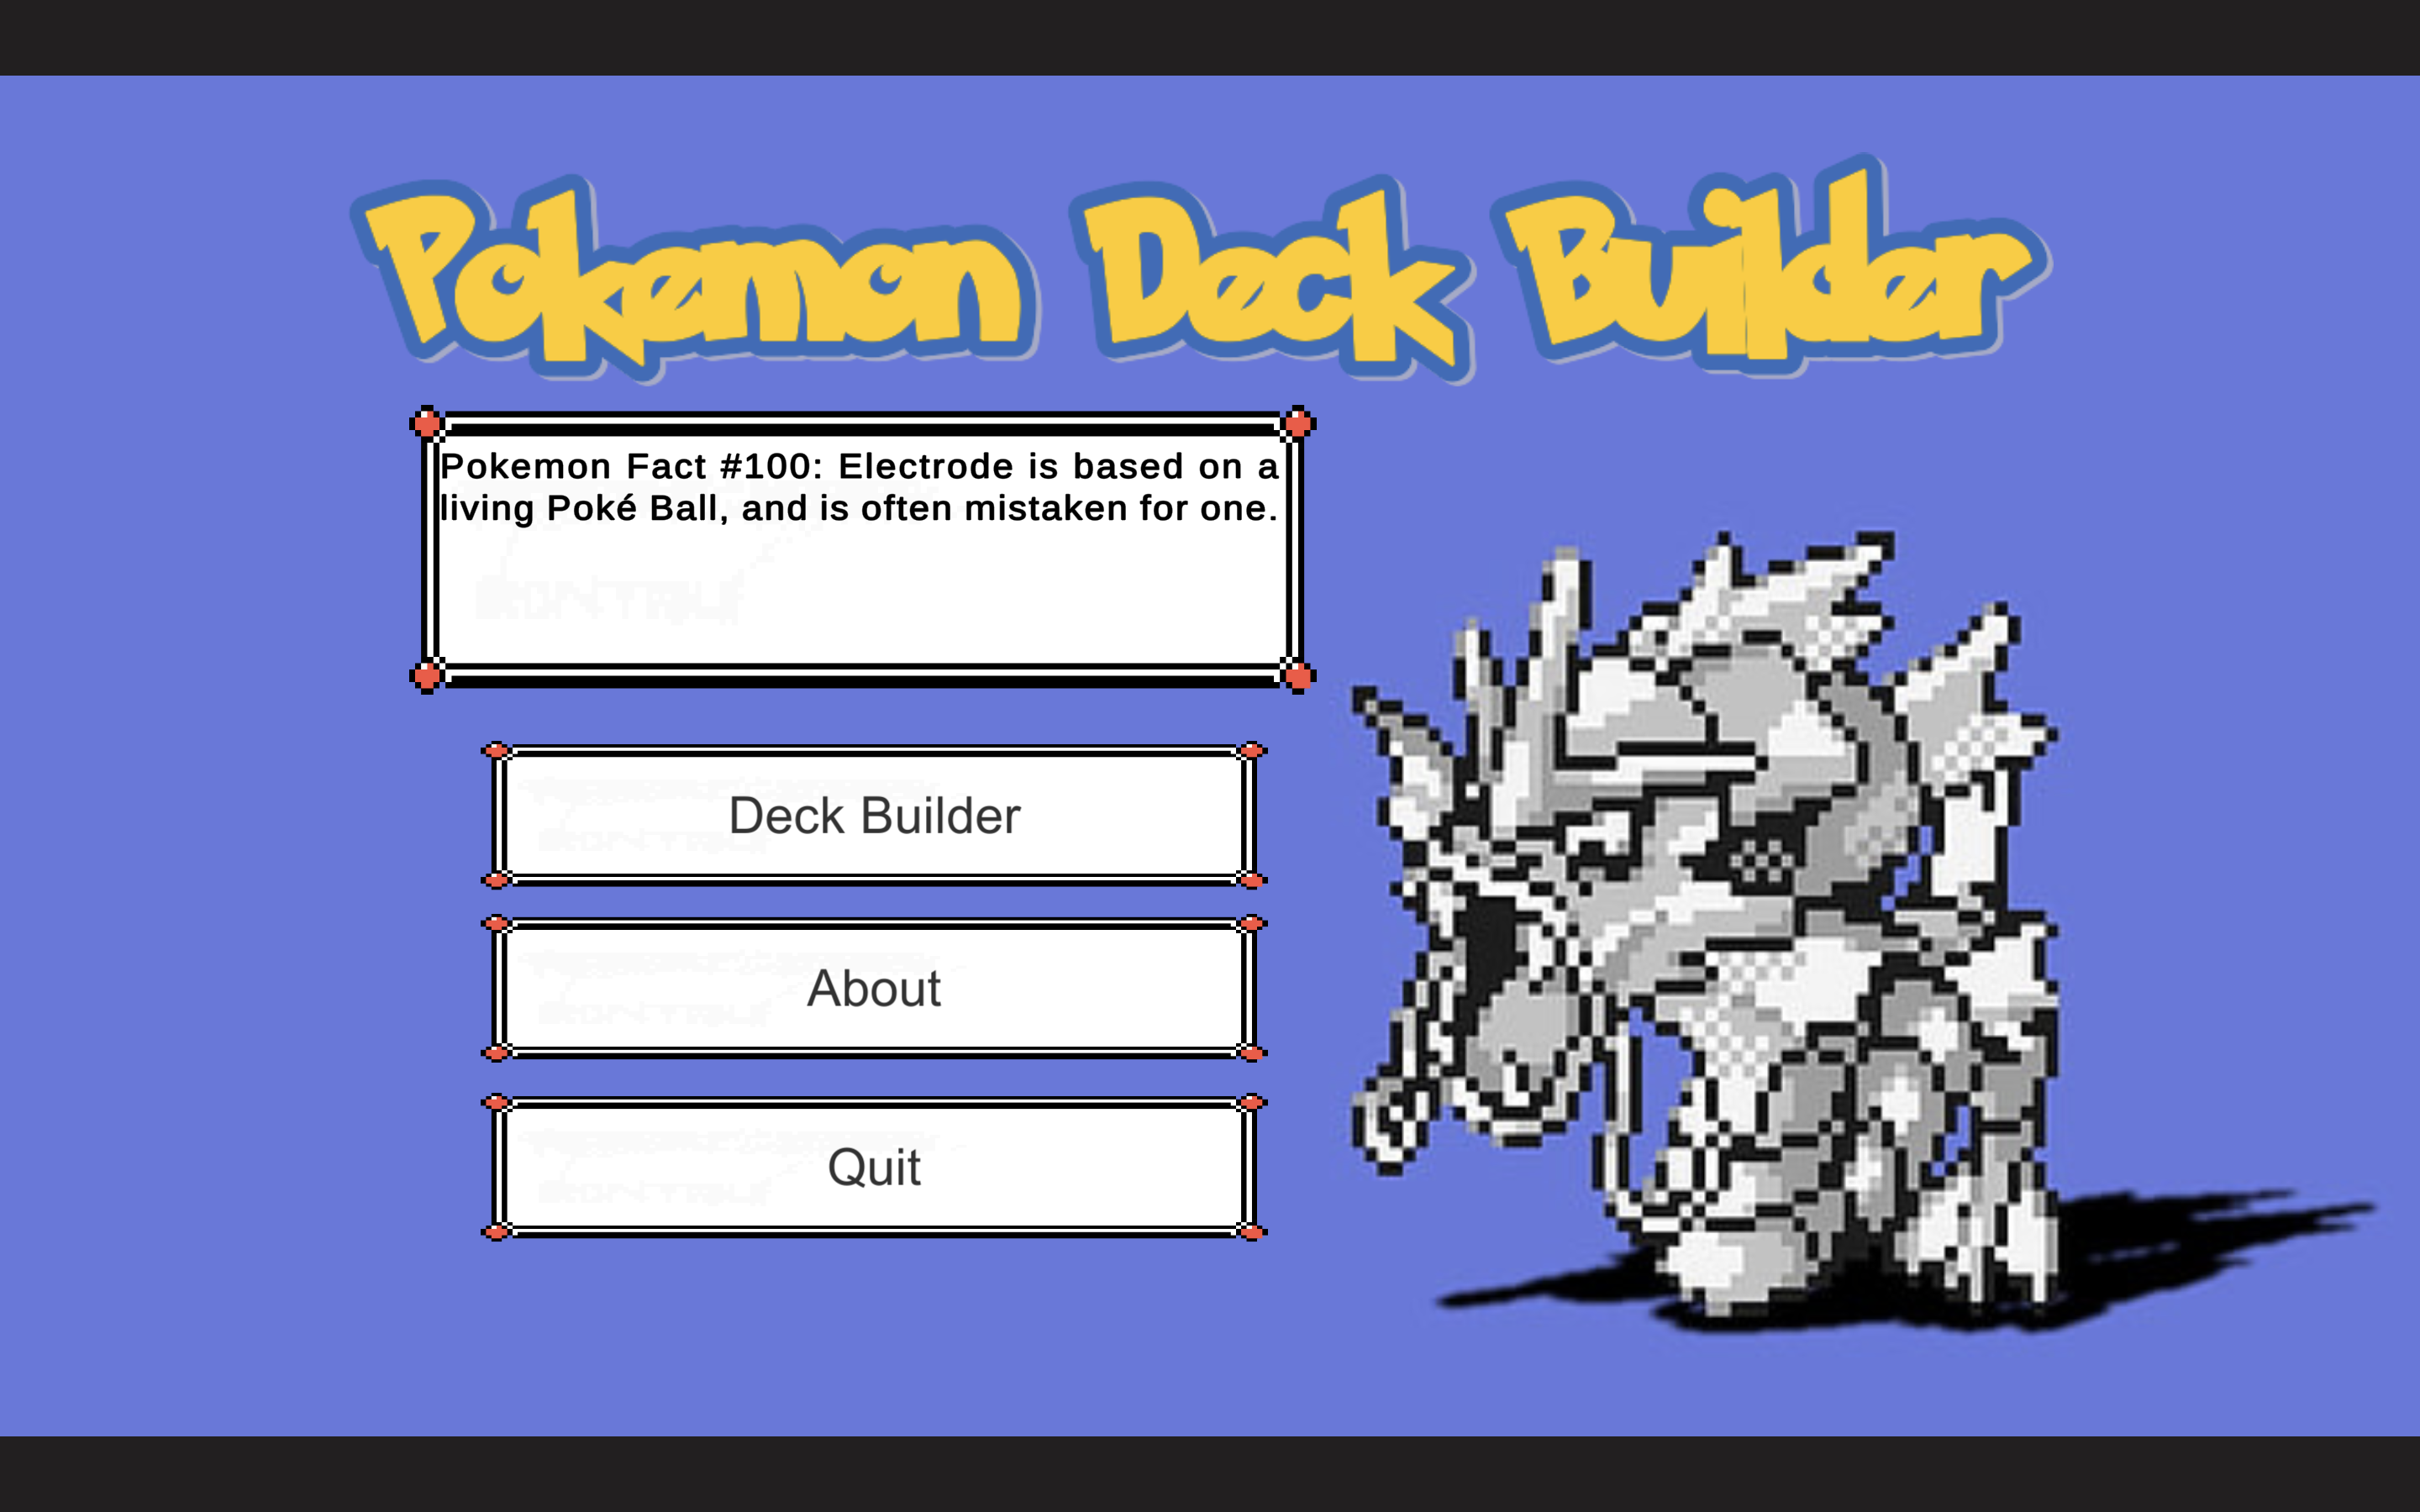 Pokemon Deck Builder
Pokemon Fact #100: Electrode is based on a
living Poké Ball, and is often mistaken for one.
Deck Builder
About
Quit